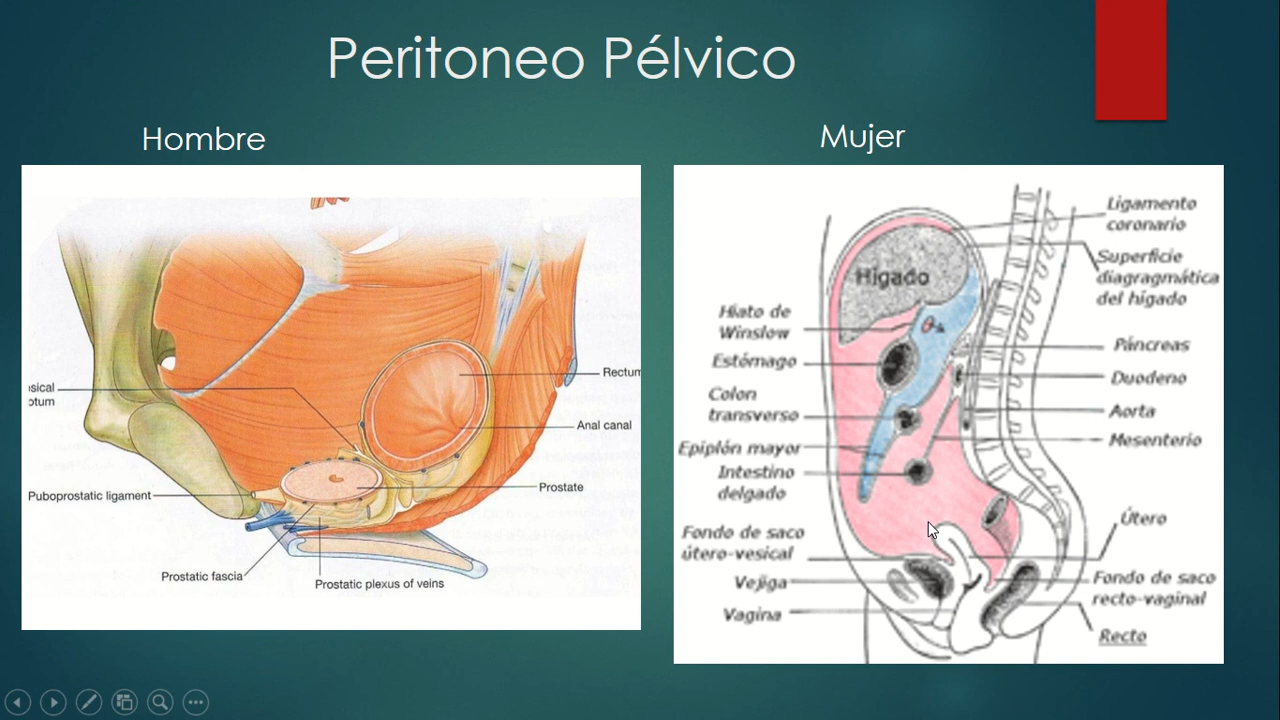 Peritoneo Pélvico
Hombre
Mujer
sical
otum
Puboprostatic ligament
Prostatic fascia
Prostatic plexus of veins
Rectum
Anal canal
Prostate
Hígado
Hiato de
Winslow
Estómago
Colon
transverso
Epiplón mayor
Intestino
delgado
Fondo de saco
útero-vesical
Vejiga
Vagina
Ligamento
coronario
Superficie
diagragmática
del hígado
Páncreas
Duodeno
Aorta
Mesenterio
Útero
Fondo de saco
recto-vaginal
Recto